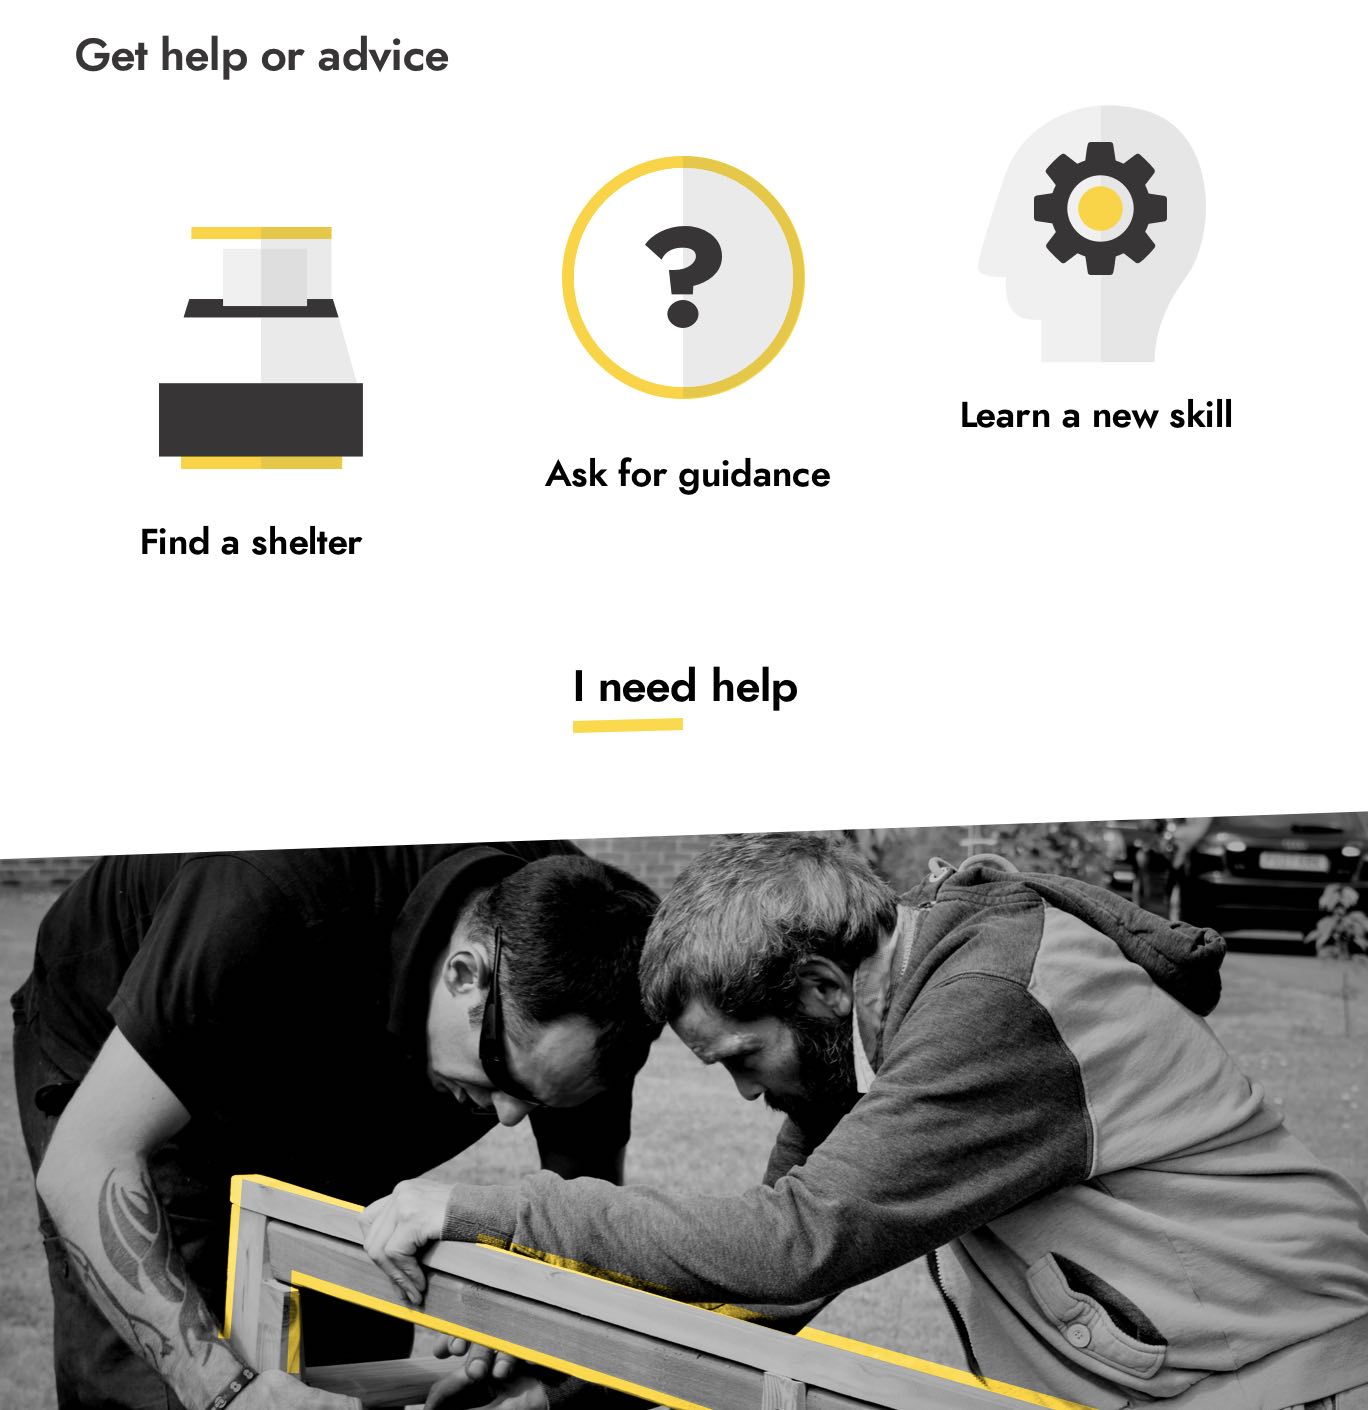 Get help or advice
Find a shelter
?
Ask for guidance
Learn a new skill
I need help